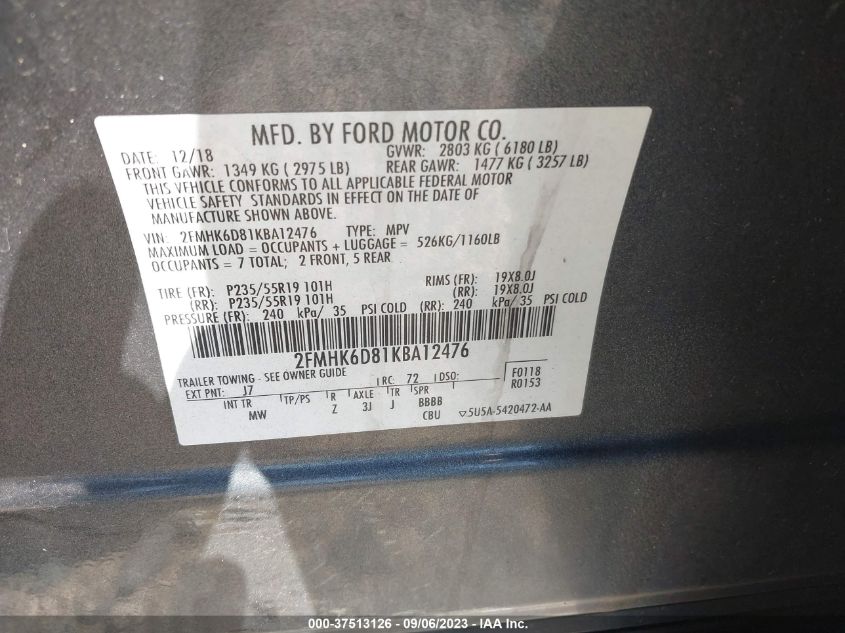 MFD. BY FORD MOTOR CO.
DATE: 12/18 GVWR: 2803 KG ( 6180 LB)
FRONT GAWR: 1349 KG ( 2975 LB) REAR GAWR: 1477 KG ( 3257 LB)
THIS VEHICLE CONFORMS TO ALL APPLICABLE FEDERAL MOTOR
VEHICLE SAFETY STANDARDS IN EFFECT ON THE DATE OF
MANUFACTURE SHOWN ABOVE.
VIN: 2FMHK6D81KBA12476 TYPE: MPV
MAXIMUM LOAD = OCCUPANTS + LUGGAGE = 526KG/1160LB
OCCUPANTS = 7 TOTAL; 2 FRONT, 5 REAR
TIRE (FR): P235/55R19 101H RIMS (FR): 19X8.0J
(RR): P235/55R19 101H (RR): 19X8.0J
PRESSURE (FR): 240 kPa/ 35 PSI COLD (RR): 240 kPa/ 35 PSI COLD
2FMHK6D81KBA12476
TRAILER TOWING - SEE OWNER GUIDE
EXT PNT: J7 RC: 72 DSO: F0118
R0153
INT TR TP/PS R AXLE TR SPR
MW Z 3J J BBBB
CBU 5U5A-5420472-AA
000-37513126 - 09/06/2023 - IAA Inc.